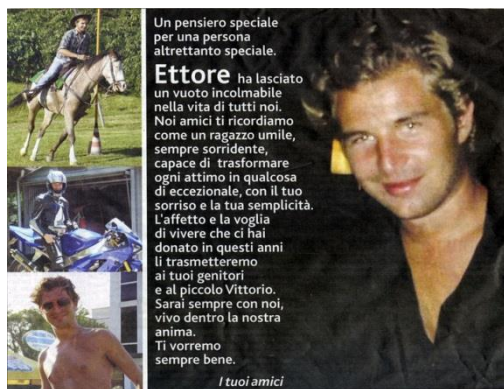 Un pensiero speciale
per una persona
altrettanto speciale.
Ettore ha lasciato
un vuoto incolmabile
nella vita di tutti noi.
Noi amici ti ricordiamo
come un ragazzo umile,
sempre sorridente,
capace di trasformare
ogni attimo in qualcosa
di eccezionale, con il tuo
sorriso e la tua semplicità.
L'affetto e la voglia
di vivere che ci hai
donato in questi anni
li trasmetteremo
ai tuoi genitori
e al piccolo Vittorio.
Sarai sempre con noi,
vivo dentro la nostra
anima.
Ti vorremo
sempre bene.
I tuoi amici